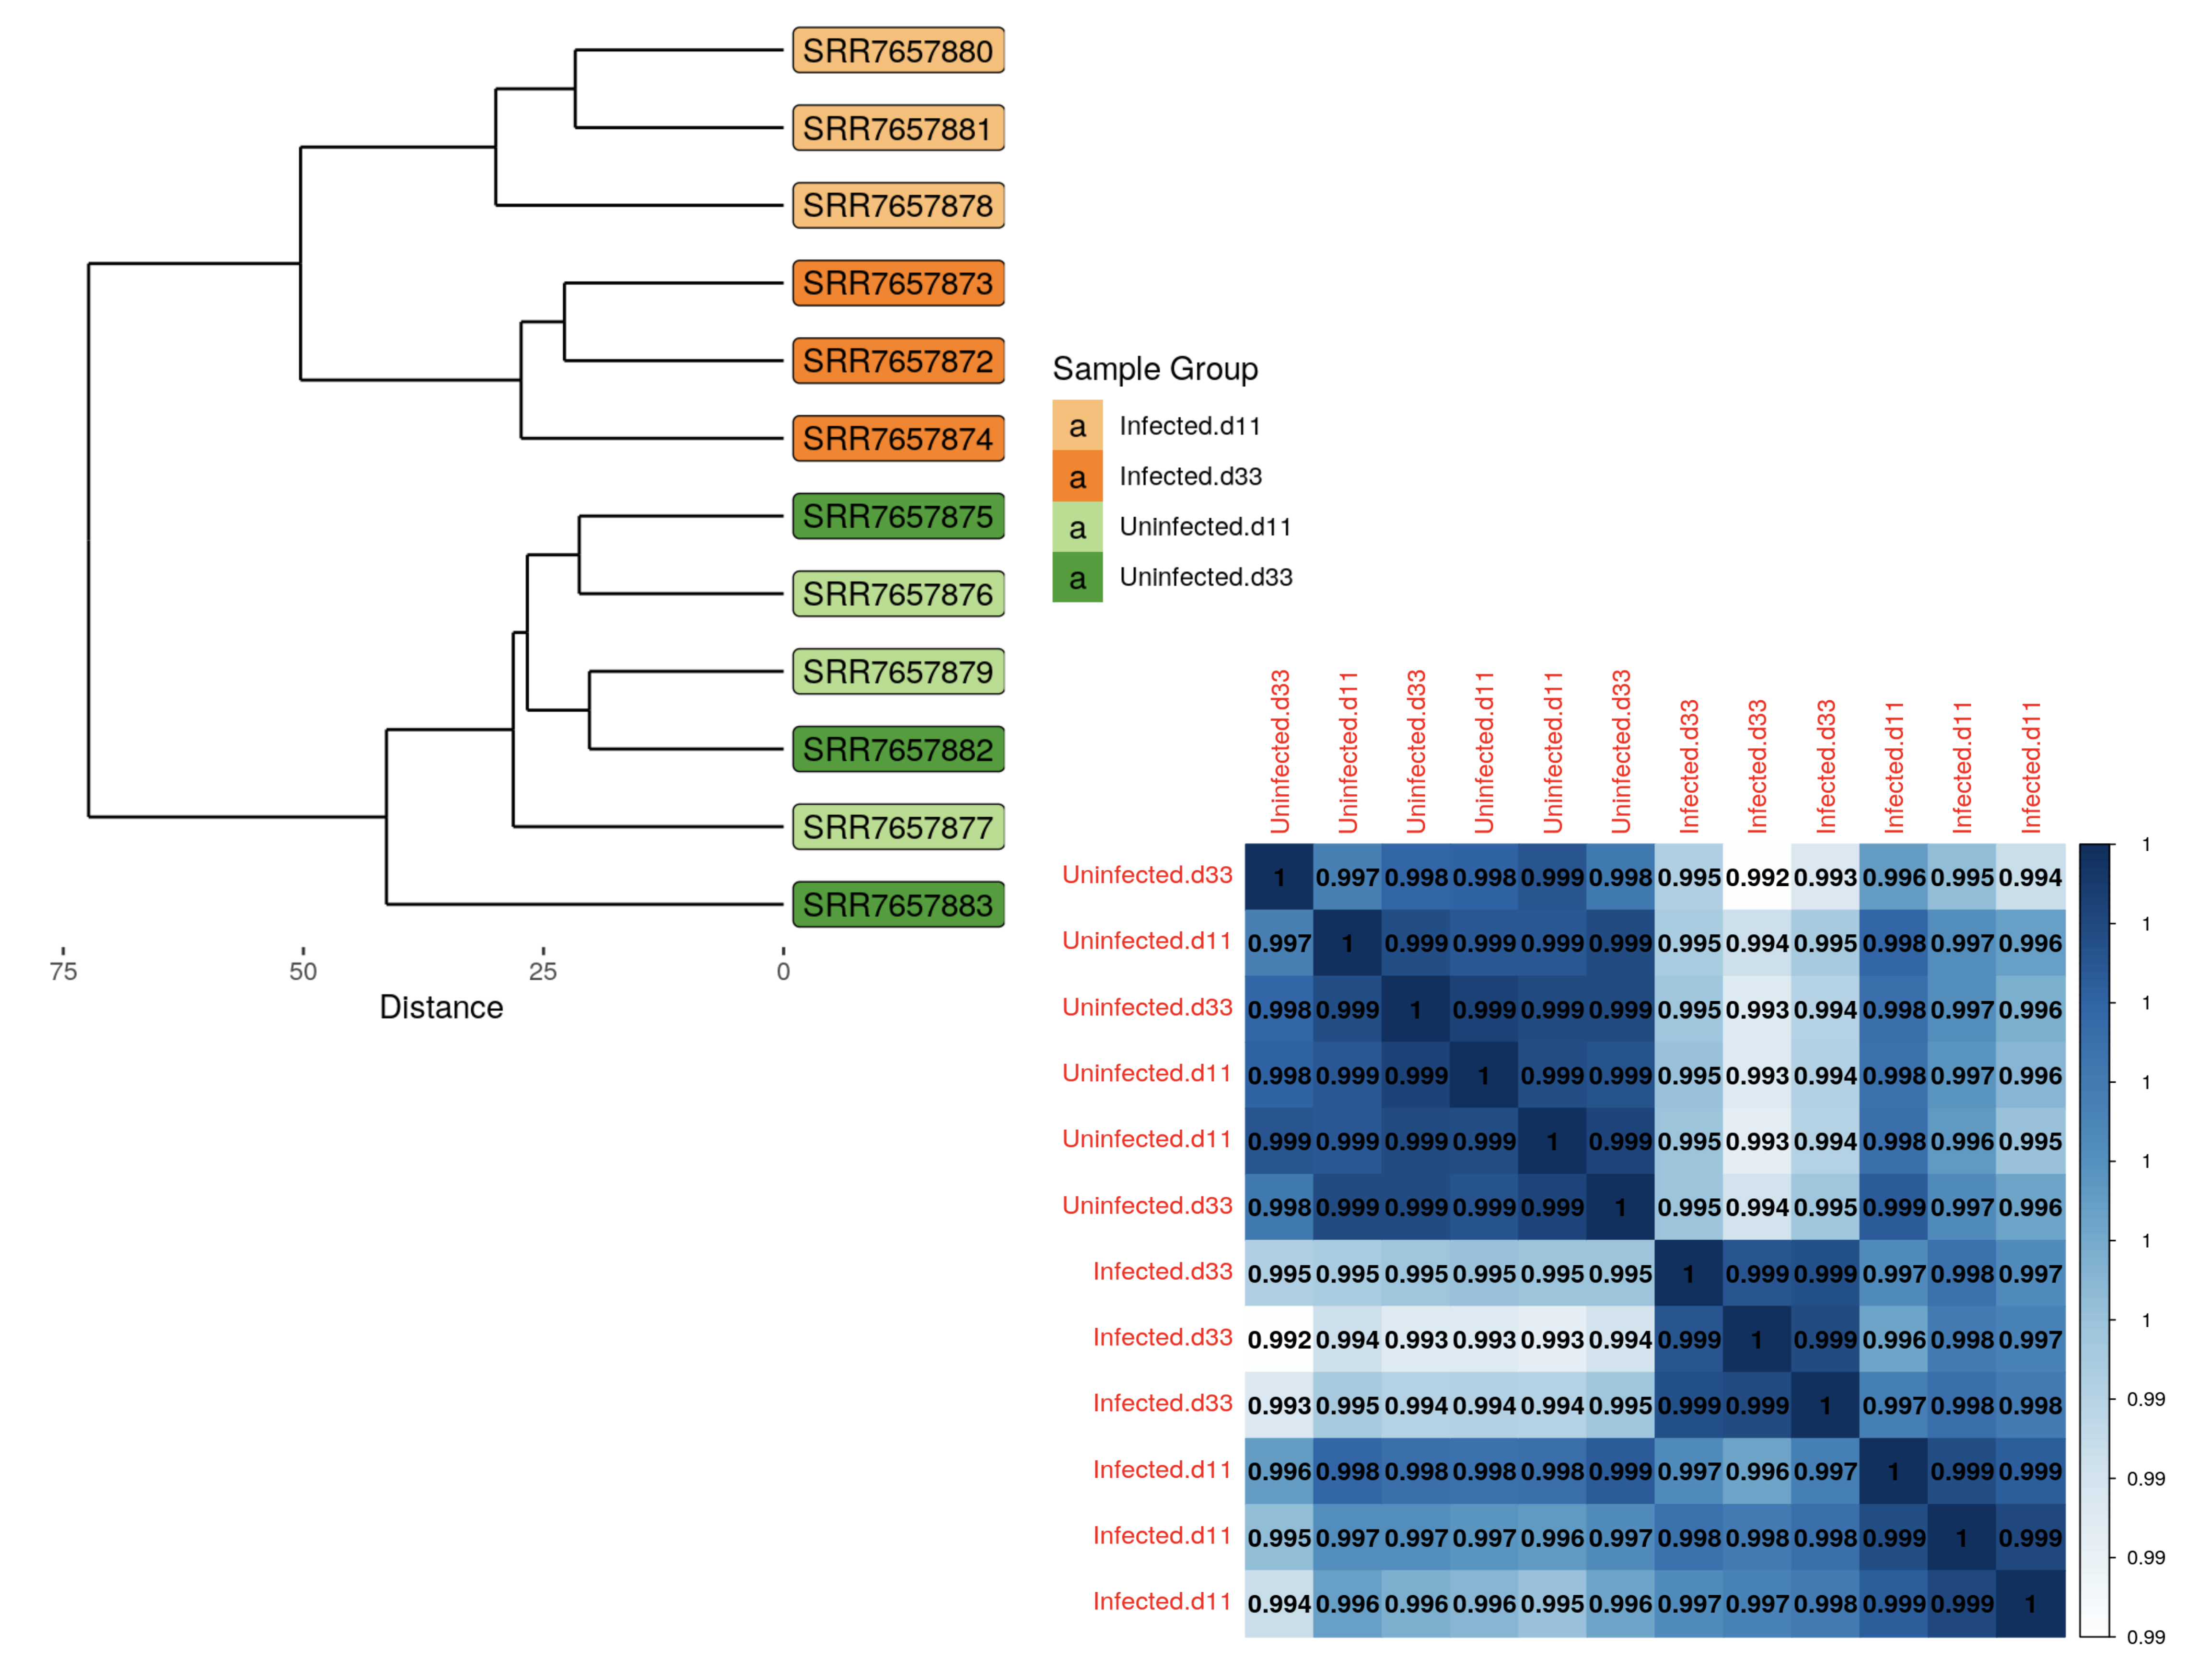 SRR7657880
SRR7657881
SRR7657878
SRR7657873
SRR7657872
SRR7657874
SRR7657875
SRR7657876
SRR7657879
SRR7657882
SRR7657877
SRR7657883
75 50 25 0
Distance
Sample Group
a Infected.d11
a Infected.d33
a Uninfected.d11
a Uninfected.d33
Uninfected.d33 Uninfected.d11 Uninfected.d33 Uninfected.d11 Uninfected.d11 Uninfected.d33 Infected.d33 Infected.d33 Infected.d33 Infected.d11 Infected.d11 Infected.d11
Uninfected.d33 1 0.997 0.998 0.998 0.999 0.998 0.995 0.992 0.993 0.996 0.995 0.994
Uninfected.d11 0.997 1 0.999 0.999 0.999 0.999 0.995 0.994 0.995 0.998 0.997 0.996
Uninfected.d33 0.998 0.999 1 0.999 0.999 0.999 0.995 0.993 0.994 0.998 0.997 0.996
Uninfected.d11 0.998 0.999 0.999 1 0.999 0.999 0.995 0.993 0.994 0.998 0.997 0.996
Uninfected.d11 0.999 0.999 0.999 0.999 1 0.999 0.995 0.993 0.994 0.998 0.996 0.995
Uninfected.d33 0.998 0.999 0.999 0.999 0.999 1 0.995 0.994 0.995 0.999 0.997 0.996
Infected.d33 0.995 0.995 0.995 0.995 0.995 0.995 1 0.999 0.999 0.997 0.998 0.997
Infected.d33 0.992 0.994 0.993 0.993 0.993 0.994 0.999 1 0.999 0.996 0.998 0.997
Infected.d33 0.993 0.995 0.994 0.994 0.994 0.995 0.999 0.999 1 0.997 0.998 0.998
Infected.d11 0.996 0.998 0.998 0.998 0.998 0.999 0.997 0.996 0.997 1 0.999 0.999
Infected.d11 0.995 0.997 0.997 0.997 0.996 0.997 0.998 0.998 0.998 0.999 1 0.999
Infected.d11 0.994 0.996 0.996 0.996 0.995 0.996 0.997 0.997 0.998 0.999 0.999 1
1
1
1
1
1
1
1
0.99
0.99
0.99
0.99